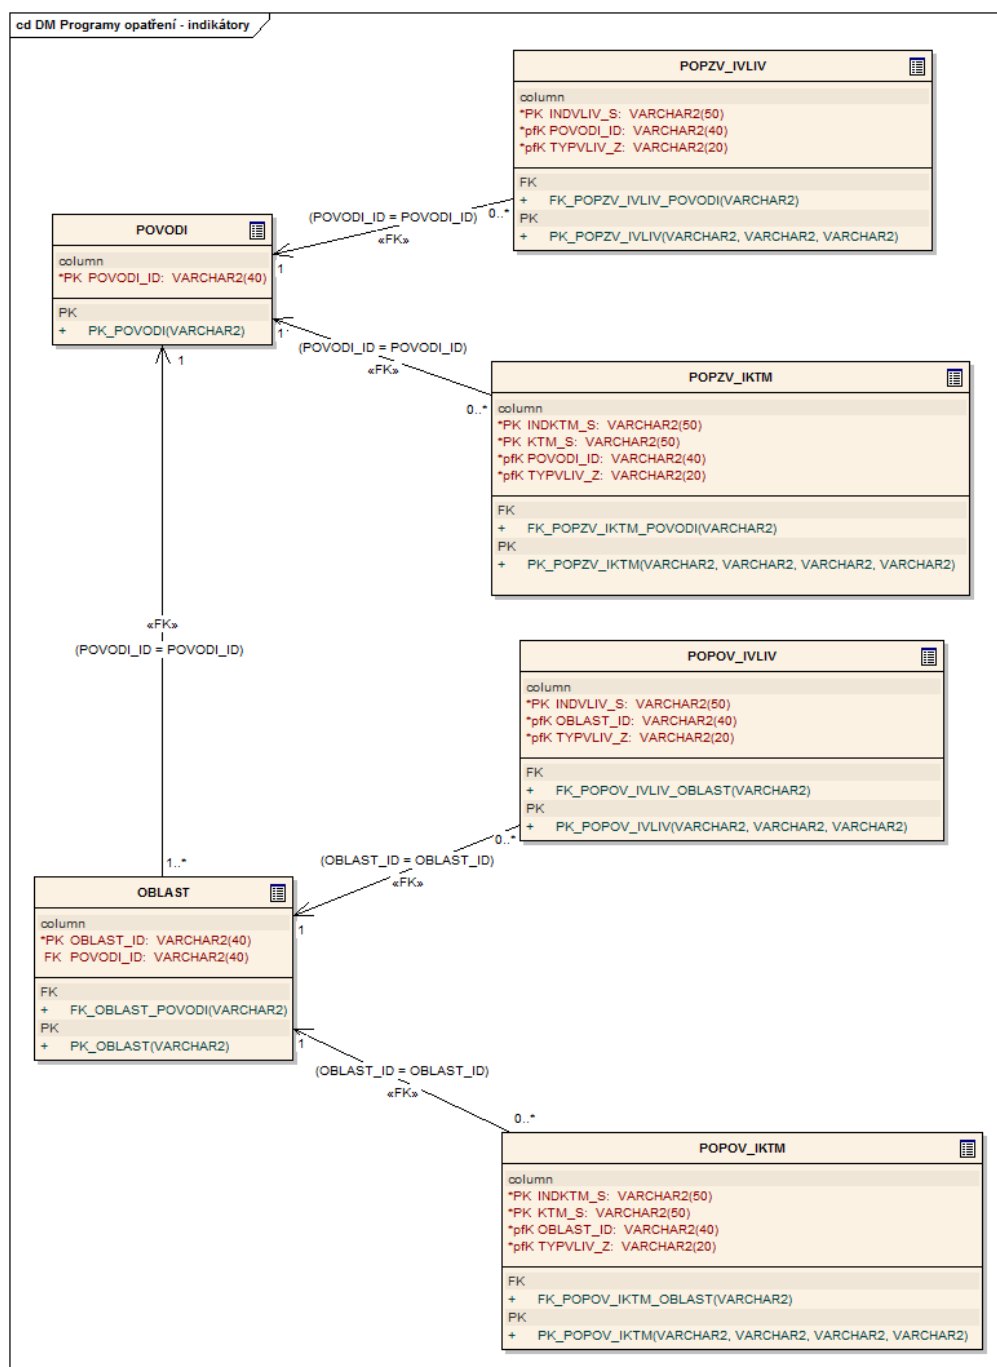 cd DM Programy opatření - indikátory
POPZV_IVLIV
column
*PK INDVLIV_S: VARCHAR2(50)
*pfK POVODI_ID: VARCHAR2(40)
*pfK TYPVLIV_Z: VARCHAR2(20)
FK
+ FK_POPZV_IVLIV_POVODI(VARCHAR2)
PK
+ PK_POPZV_IVLIV(VARCHAR2, VARCHAR2, VARCHAR2)
(POVODI_ID = POVODI_ID)
0..*
«FK»
1
POVODI
column
*PK POVODI_ID: VARCHAR2(40)
PK
+ PK_POVODI(VARCHAR2)
1
(POVODI_ID = POVODI_ID)
«FK»
0..*
1
POPZV_IKTM
column
*PK INDKTM_S: VARCHAR2(50)
*PK KTM_S: VARCHAR2(50)
*pfK POVODI_ID: VARCHAR2(40)
*pfK TYPVLIV_Z: VARCHAR2(20)
FK
+ FK_POPZV_IKTM_POVODI(VARCHAR2)
PK
+ PK_POPZV_IKTM(VARCHAR2, VARCHAR2, VARCHAR2, VARCHAR2)
«FK»
(POVODI_ID = POVODI_ID)
POPOV_IVLIV
column
*PK INDVLIV_S: VARCHAR2(50)
*pfK OBLAST_ID: VARCHAR2(40)
*pfK TYPVLIV_Z: VARCHAR2(20)
FK
+ FK_POPOV_IVLIV_OBLAST(VARCHAR2)
PK
+ PK_POPOV_IVLIV(VARCHAR2, VARCHAR2, VARCHAR2)
0..*
(OBLAST_ID = OBLAST_ID)
«FK»
1..*
1
OBLAST
column
*PK OBLAST_ID: VARCHAR2(40)
FK POVODI_ID: VARCHAR2(40)
FK
+ FK_OBLAST_POVODI(VARCHAR2)
PK
+ PK_OBLAST(VARCHAR2)
1
(OBLAST_ID = OBLAST_ID)
«FK»
0..*
POPOV_IKTM
column
*PK INDKTM_S: VARCHAR2(50)
*PK KTM_S: VARCHAR2(50)
*pfK OBLAST_ID: VARCHAR2(40)
*pfK TYPVLIV_Z: VARCHAR2(20)
FK
+ FK_POPOV_IKTM_OBLAST(VARCHAR2)
PK
+ PK_POPOV_IKTM(VARCHAR2, VARCHAR2, VARCHAR2, VARCHAR2)